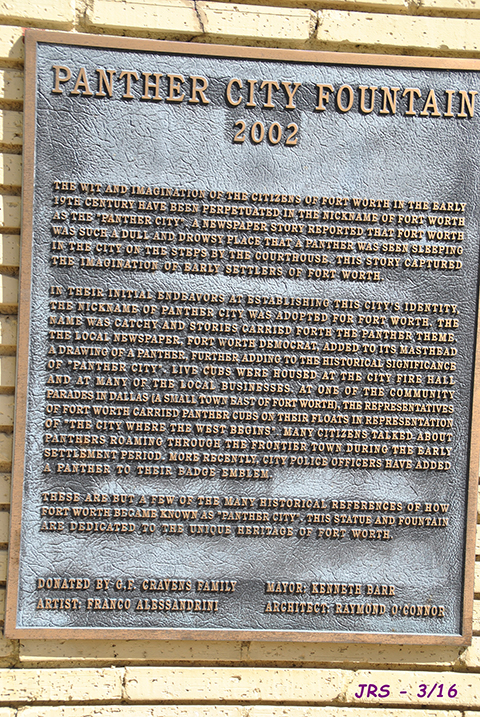 PANTHER CITY FOUNTAIN
2002
THE WIT AND IMAGINATION OF THE CITIZENS OF FORT WORTH IN THE EARLY
19TH CENTURY HAVE BEEN PERPETUATED IN THE NICKNAME OF FORT WORTH
AS THE "PANTHER CITY". A NEWSPAPER STORY REPORTED THAT FORT WORTH
WAS SUCH A DULL AND DROWSY PLACE THAT A PANTHER WAS SEEN SLEEPING
IN THE CITY ON THE STEPS BY THE COURTHOUSE. THIS STORY CAPTURED
THE IMAGINATION OF EARLY SETTLERS OF FORT WORTH.
IN THEIR INITIAL ENDEAVORS AT ESTABLISHING THIS CITY'S IDENTITY,
THE NICKNAME OF PANTHER CITY WAS ADOPTED FOR FORT WORTH. THE
NAME WAS CATCHY AND STORIES CARRIED FORTH THE PANTHER THEME.
THE LOCAL NEWSPAPER, FORT WORTH DEMOCRAT, ADDED TO ITS MASTHEAD
A DRAWING OF A PANTHER, FURTHER ADDING TO THE HISTORICAL SIGNIFICANCE
OF "PANTHER CITY". LIVE CUBS WERE HOUSED AT THE CITY FIRE HALL
AND AT MANY OF THE LOCAL BUSINESSES. AT ONE OF THE COMMUNITY
PARADES IN DALLAS (A SMALL TOWN EAST OF FORT WORTH), THE REPRESENTATIVES
OF FORT WORTH CARRIED PANTHER CUBS ON THEIR FLOATS IN REPRESENTATION
OF "THE CITY WHERE THE WEST BEGINS". MANY CITIZENS TALKED ABOUT
PANTHERS ROAMING THROUGH THE FRONTIER TOWN DURING THE EARLY
SETTLEMENT PERIOD. MORE RECENTLY, CITY POLICE OFFICERS HAVE ADDED
A PANTHER TO THEIR BADGE EMBLEM.
THESE ARE BUT A FEW OF THE MANY HISTORICAL REFERENCES OF HOW
FORT WORTH BECAME KNOWN AS "PANTHER CITY". THIS STATUE AND FOUNTAIN
ARE DEDICATED TO THE UNIQUE HERITAGE OF FORT WORTH.
DONATED BY: G.E. CRAVENS FAMILY MAYOR: KENNETH BARR
ARTIST: FRANCO ALESSANDRINI ARCHITECT: RAYMOND O'CONNOR
JRS - 3/16